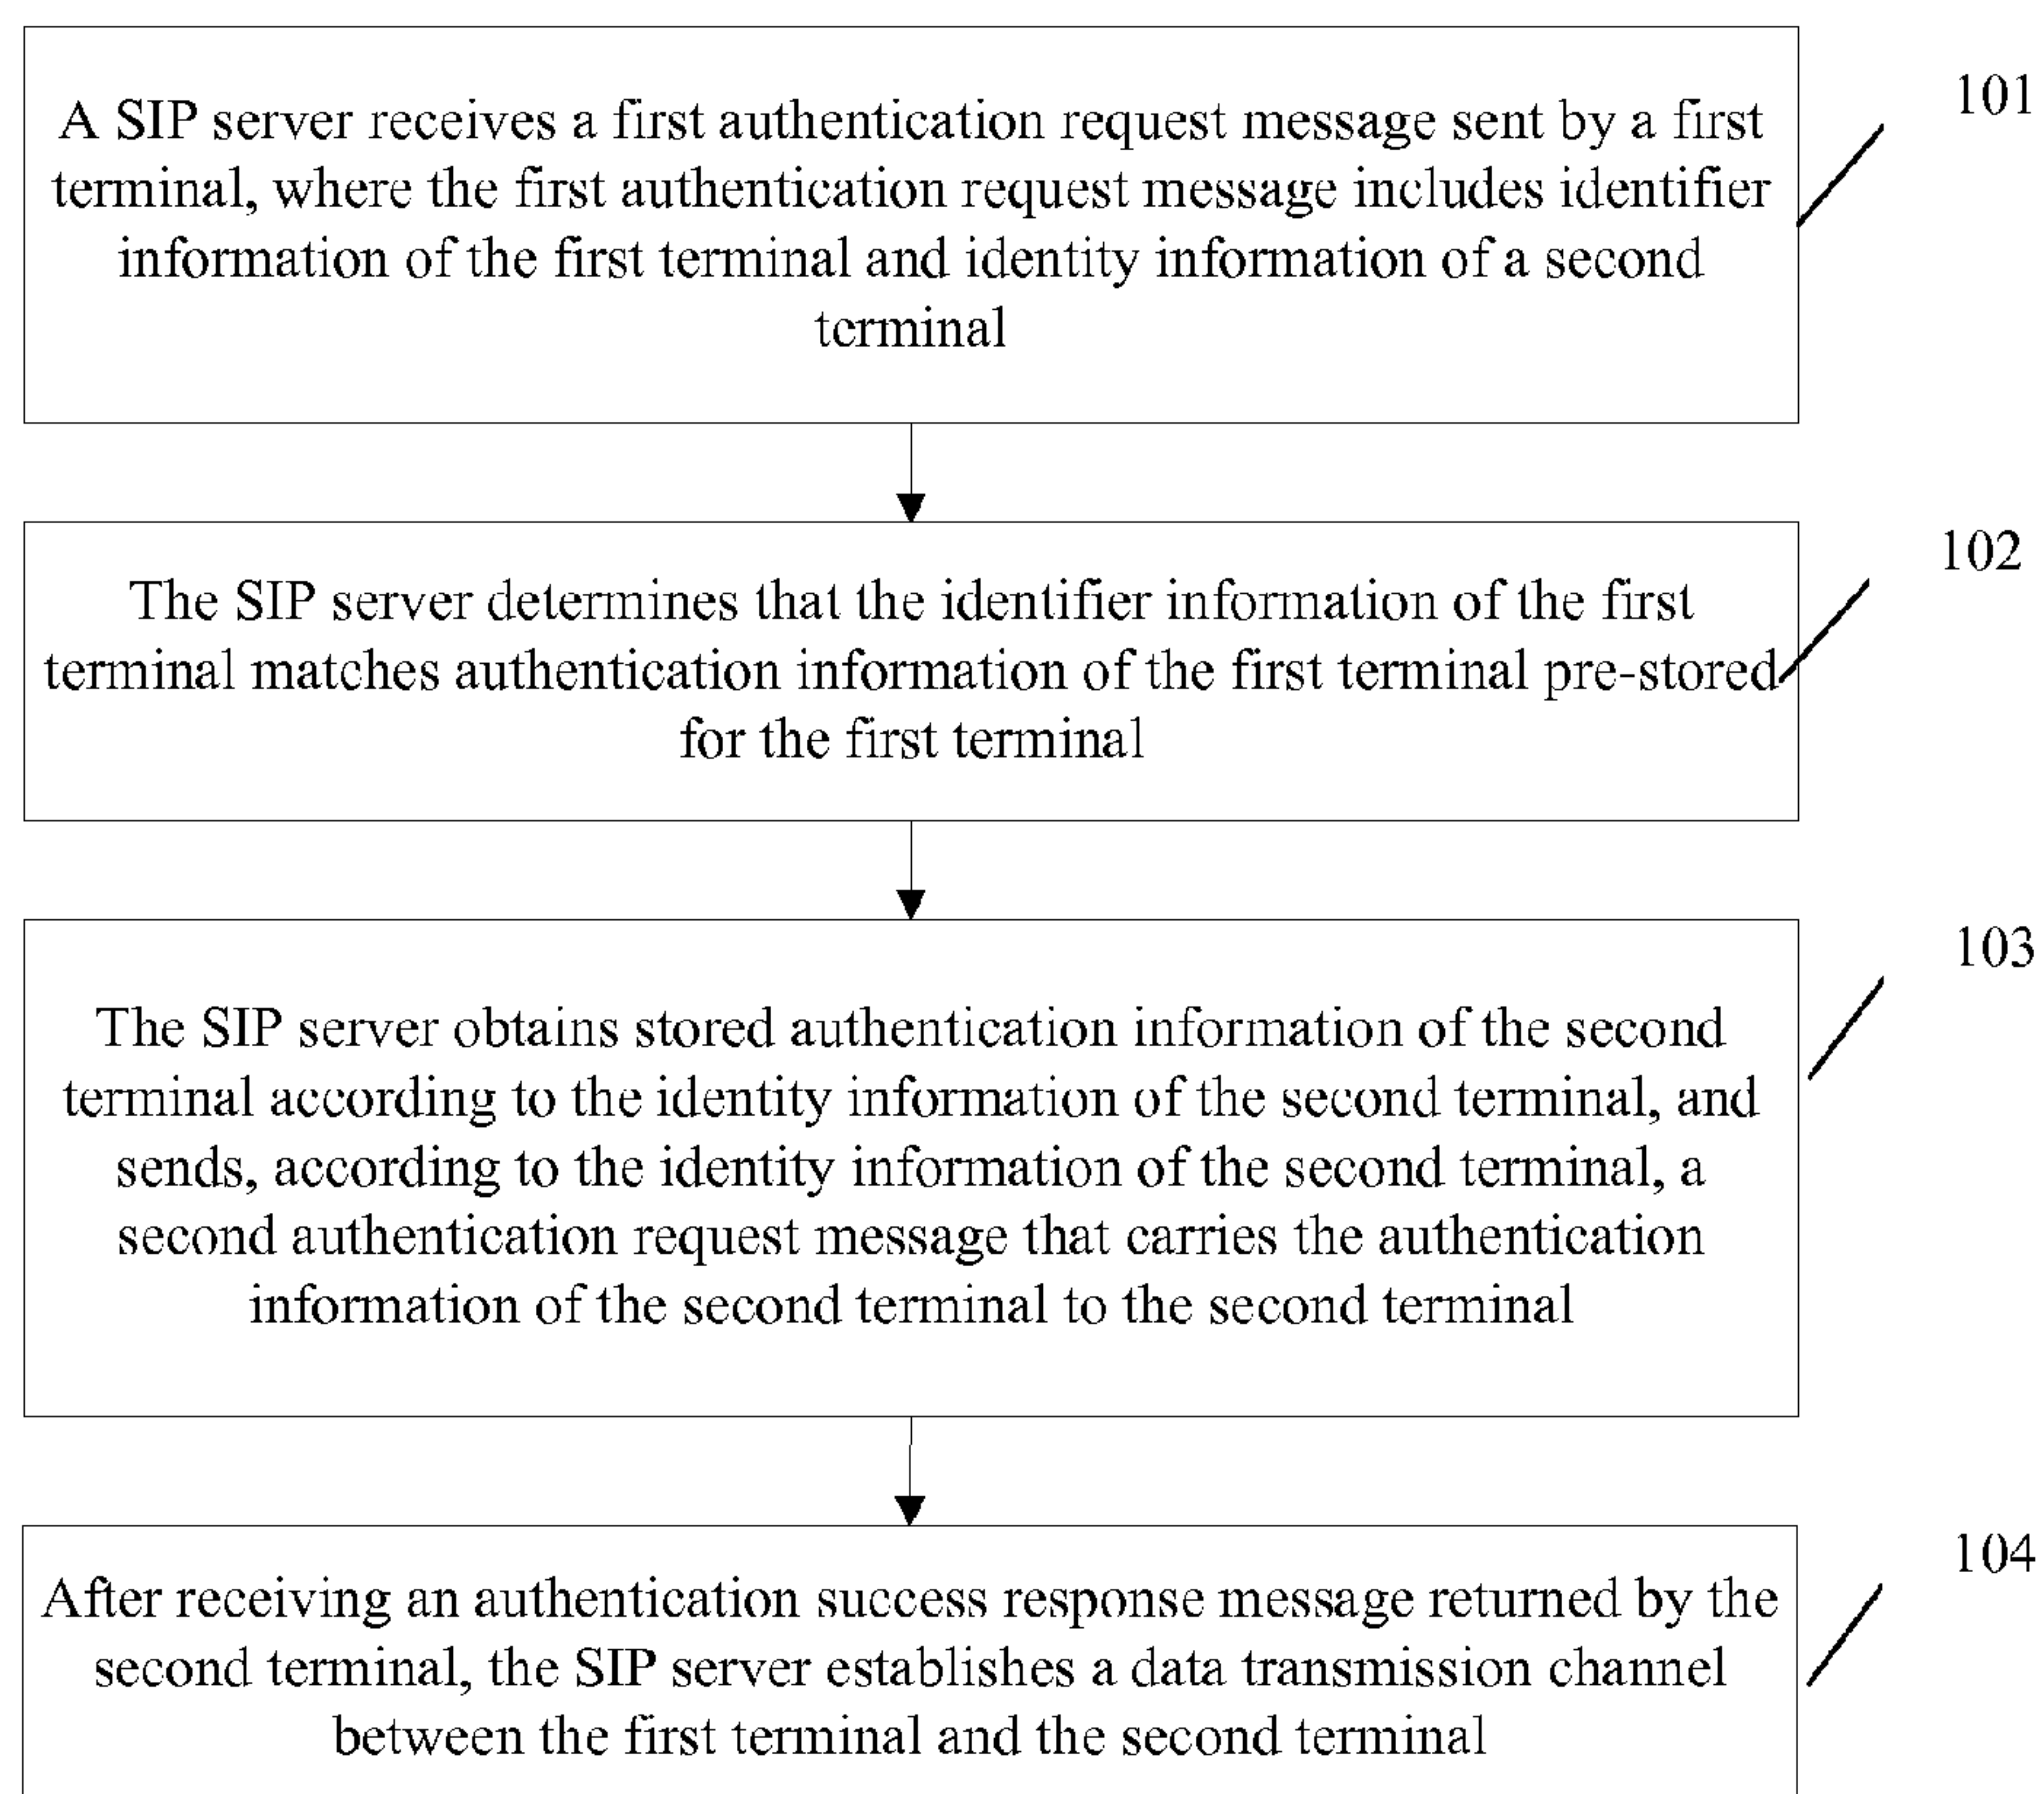 A SIP server receives a first authentication request message sent by a first
terminal, where the first authentication request message includes identifier
information of the first terminal and identity information of a second
terminal
101
The SIP server determines that the identifier information of the first
terminal matches authentication information of the first terminal pre-stored
for the first terminal
102
The SIP server obtains stored authentication information of the second
terminal according to the identity information of the second terminal, and
sends, according to the identity information of the second terminal, a
second authentication request message that carries the authentication
information of the second terminal to the second terminal
103
After receiving an authentication success response message returned by the
second terminal, the SIP server establishes a data transmission channel
between the first terminal and the second terminal
104